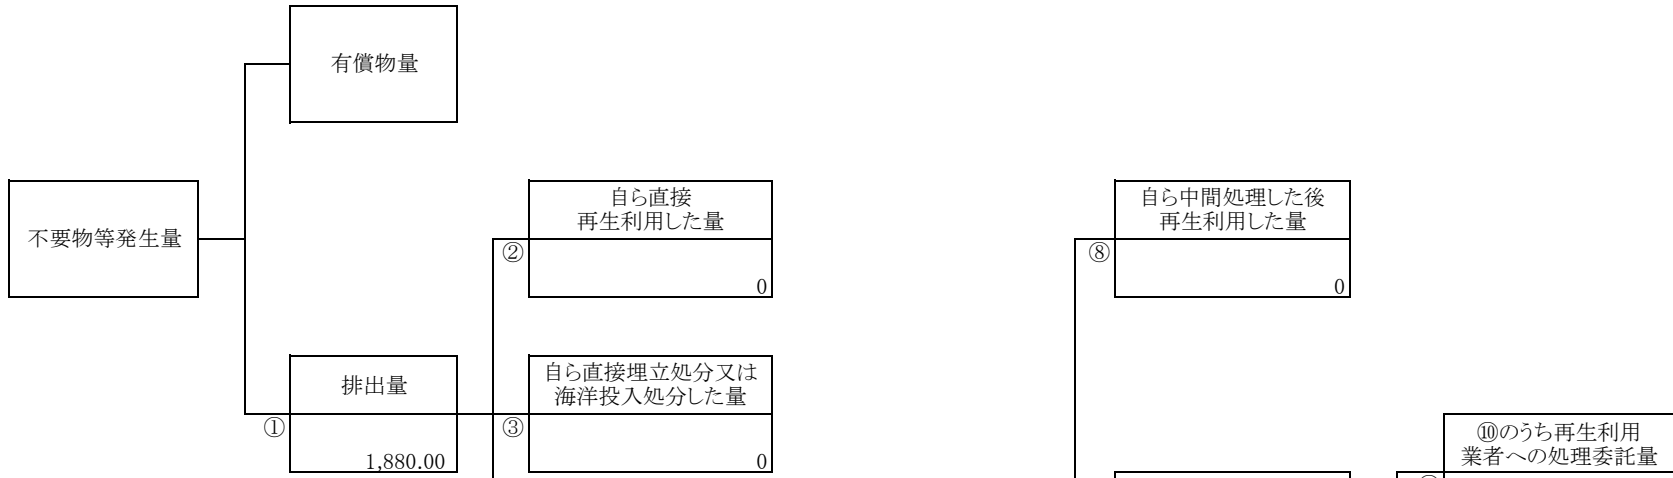 有償物量
不要物等発生量
自ら直接
再生利用した量
②
0
自ら中間処理した後
再生利用した量
⑧
0
排出量
①
1,880.00
自ら直接埋立処分又は
海洋投入処分した量
③
0
⑩のうち再生利用
業者への処理委託量